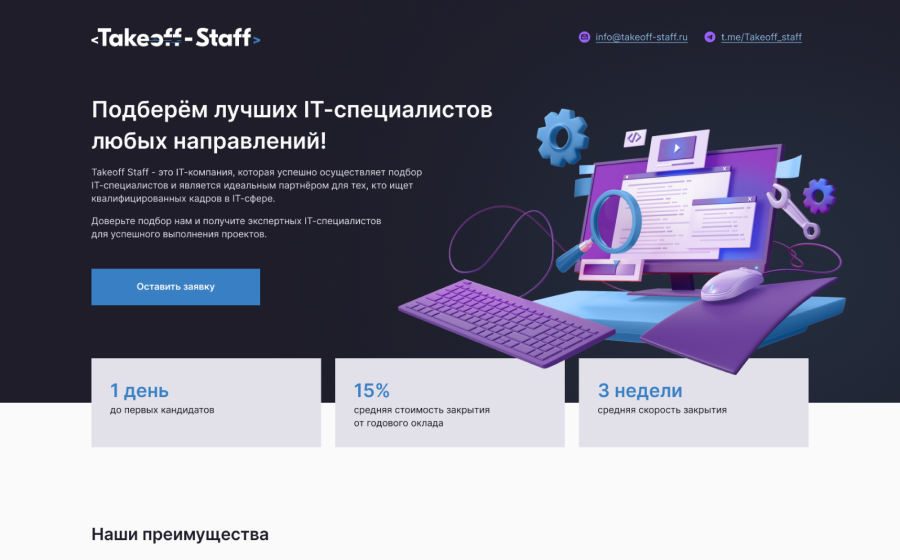 <Takeoff-Staff>
info@takeoff-staff.ru
t.me/Takeoff_staff
Подберём лучших IT-специалистов
любых направлений!
Takeoff Staff - это IT-компания, которая успешно осуществляет подбор
IT-специалистов и является идеальным партнёром для тех, кто ищет
квалифицированных кадров в IT-сфере.
Доверьте подбор нам и получите экспертных IT-специалистов
для успешного выполнения проектов.
Оставить заявку
1 день
до первых кандидатов
15%
средняя стоимость закрытия
от годового оклада
3 недели
средняя скорость закрытия
Наши преимущества